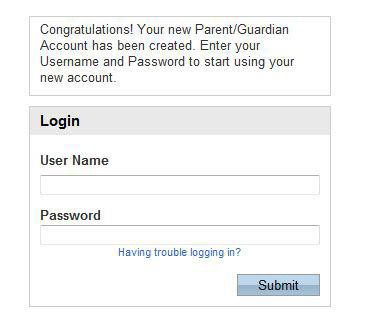 Congratulations! Your new Parent/Guardian
Account has been created. Enter your
Username and Password to start using your
new account.
Login
User Name
Password
Having trouble logging in?
Submit